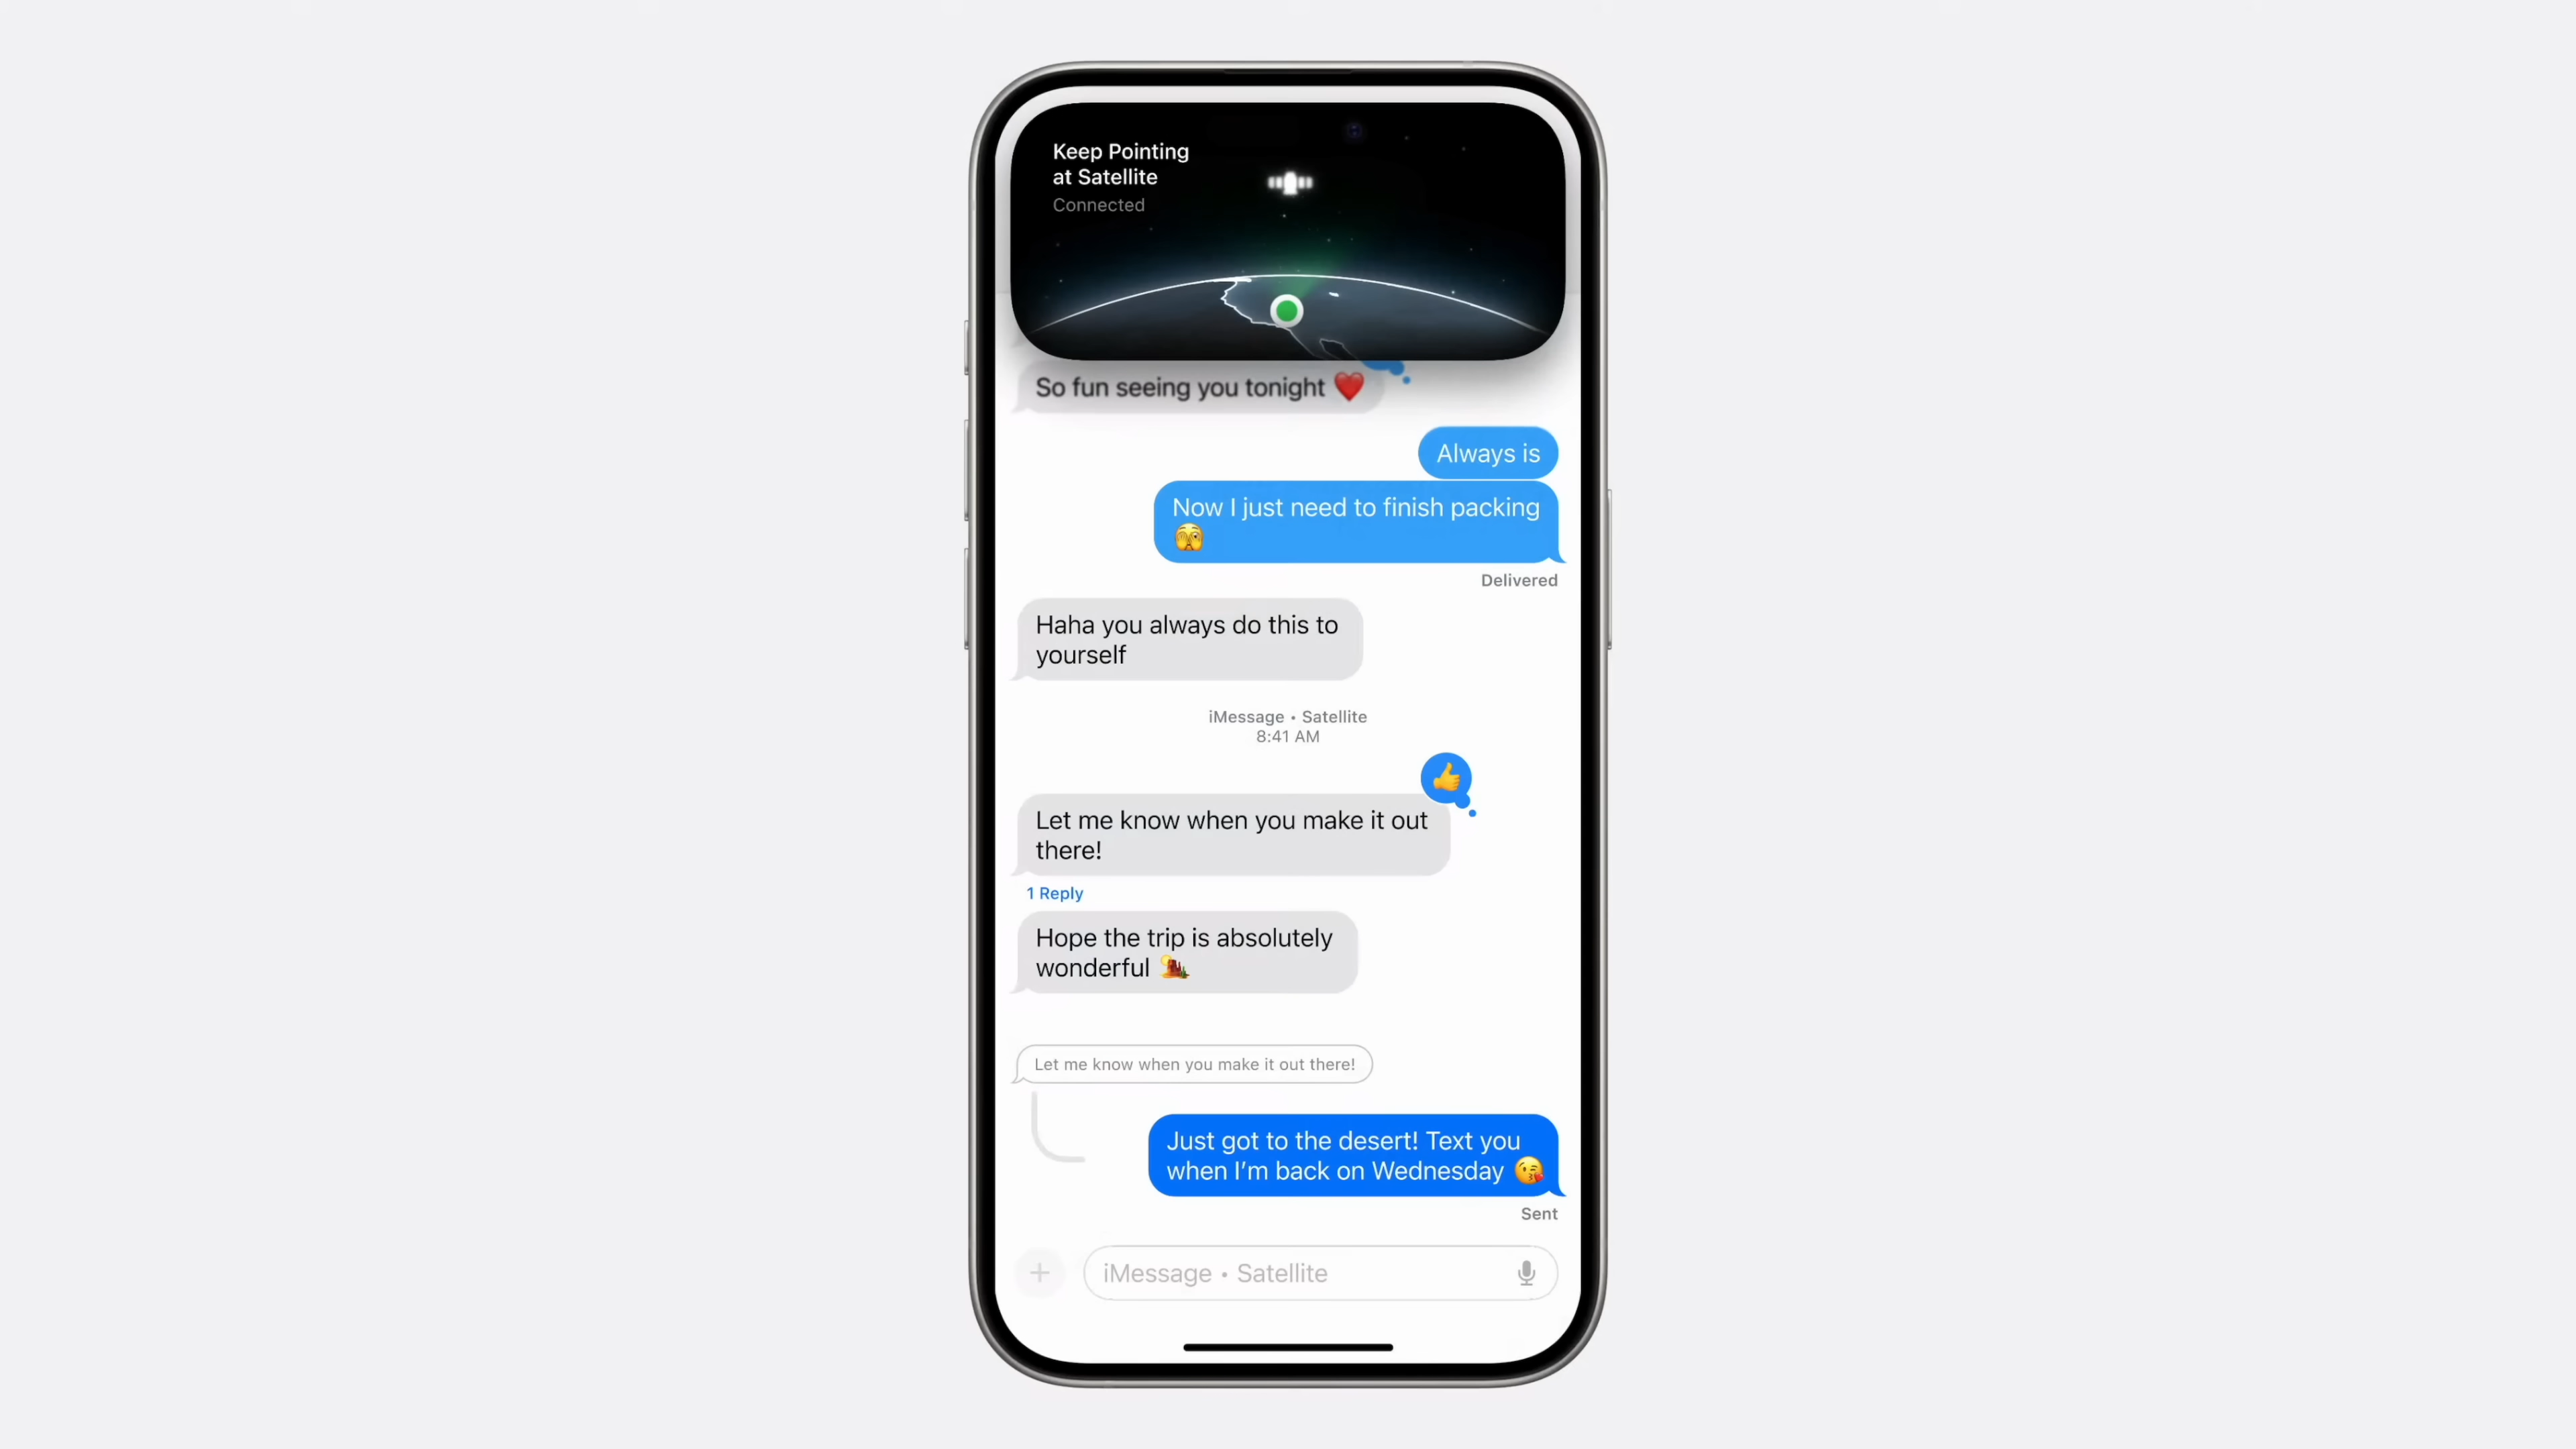 Keep Pointing
at Satellite
Connected
So fun seeing you tonight ❤️
Always is
Now I just need to finish packing
🫣
Delivered
Haha you always do this to
yourself
iMessage • Satellite
8:41 AM
👍
Let me know when you make it out
there!
1 Reply
Hope the trip is absolutely
wonderful 🏜️
Let me know when you make it out there!
Just got to the desert! Text you
when I’m back on Wednesday 😘
Sent
iMessage • Satellite